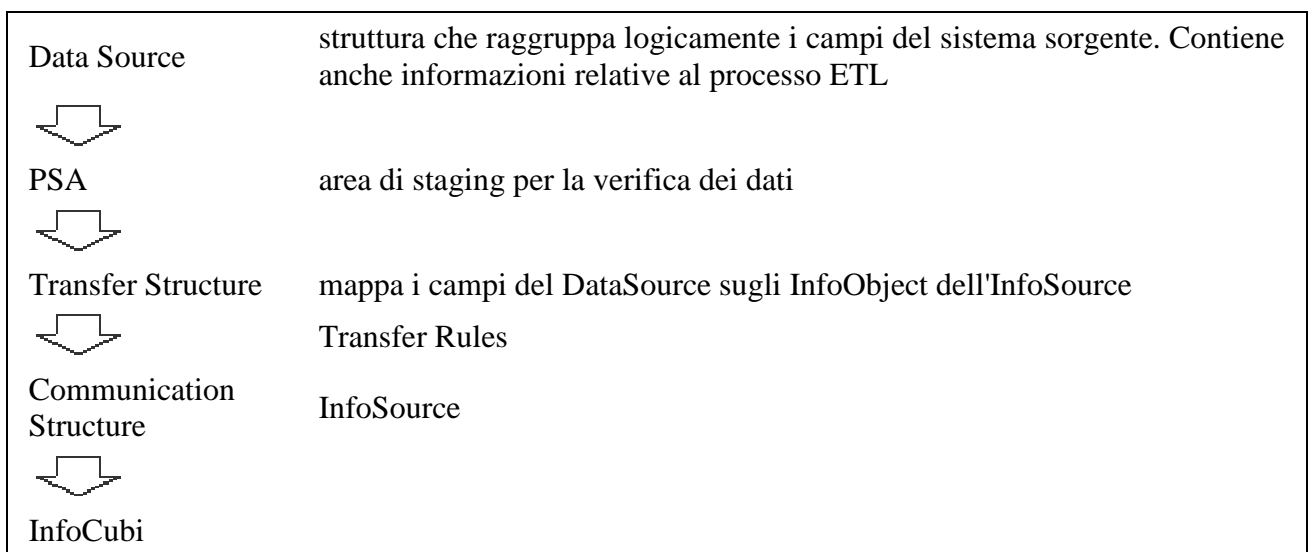 Data Source
struttura che raggruppa logicamente i campi del sistema sorgente. Contiene
anche informazioni relative al processo ETL
PSA
area di staging per la verifica dei dati
Transfer Structure
mappa i campi del DataSource sugli InfoObject dell'InfoSource
Transfer Rules
Communication
Structure
InfoSource
InfoCubi